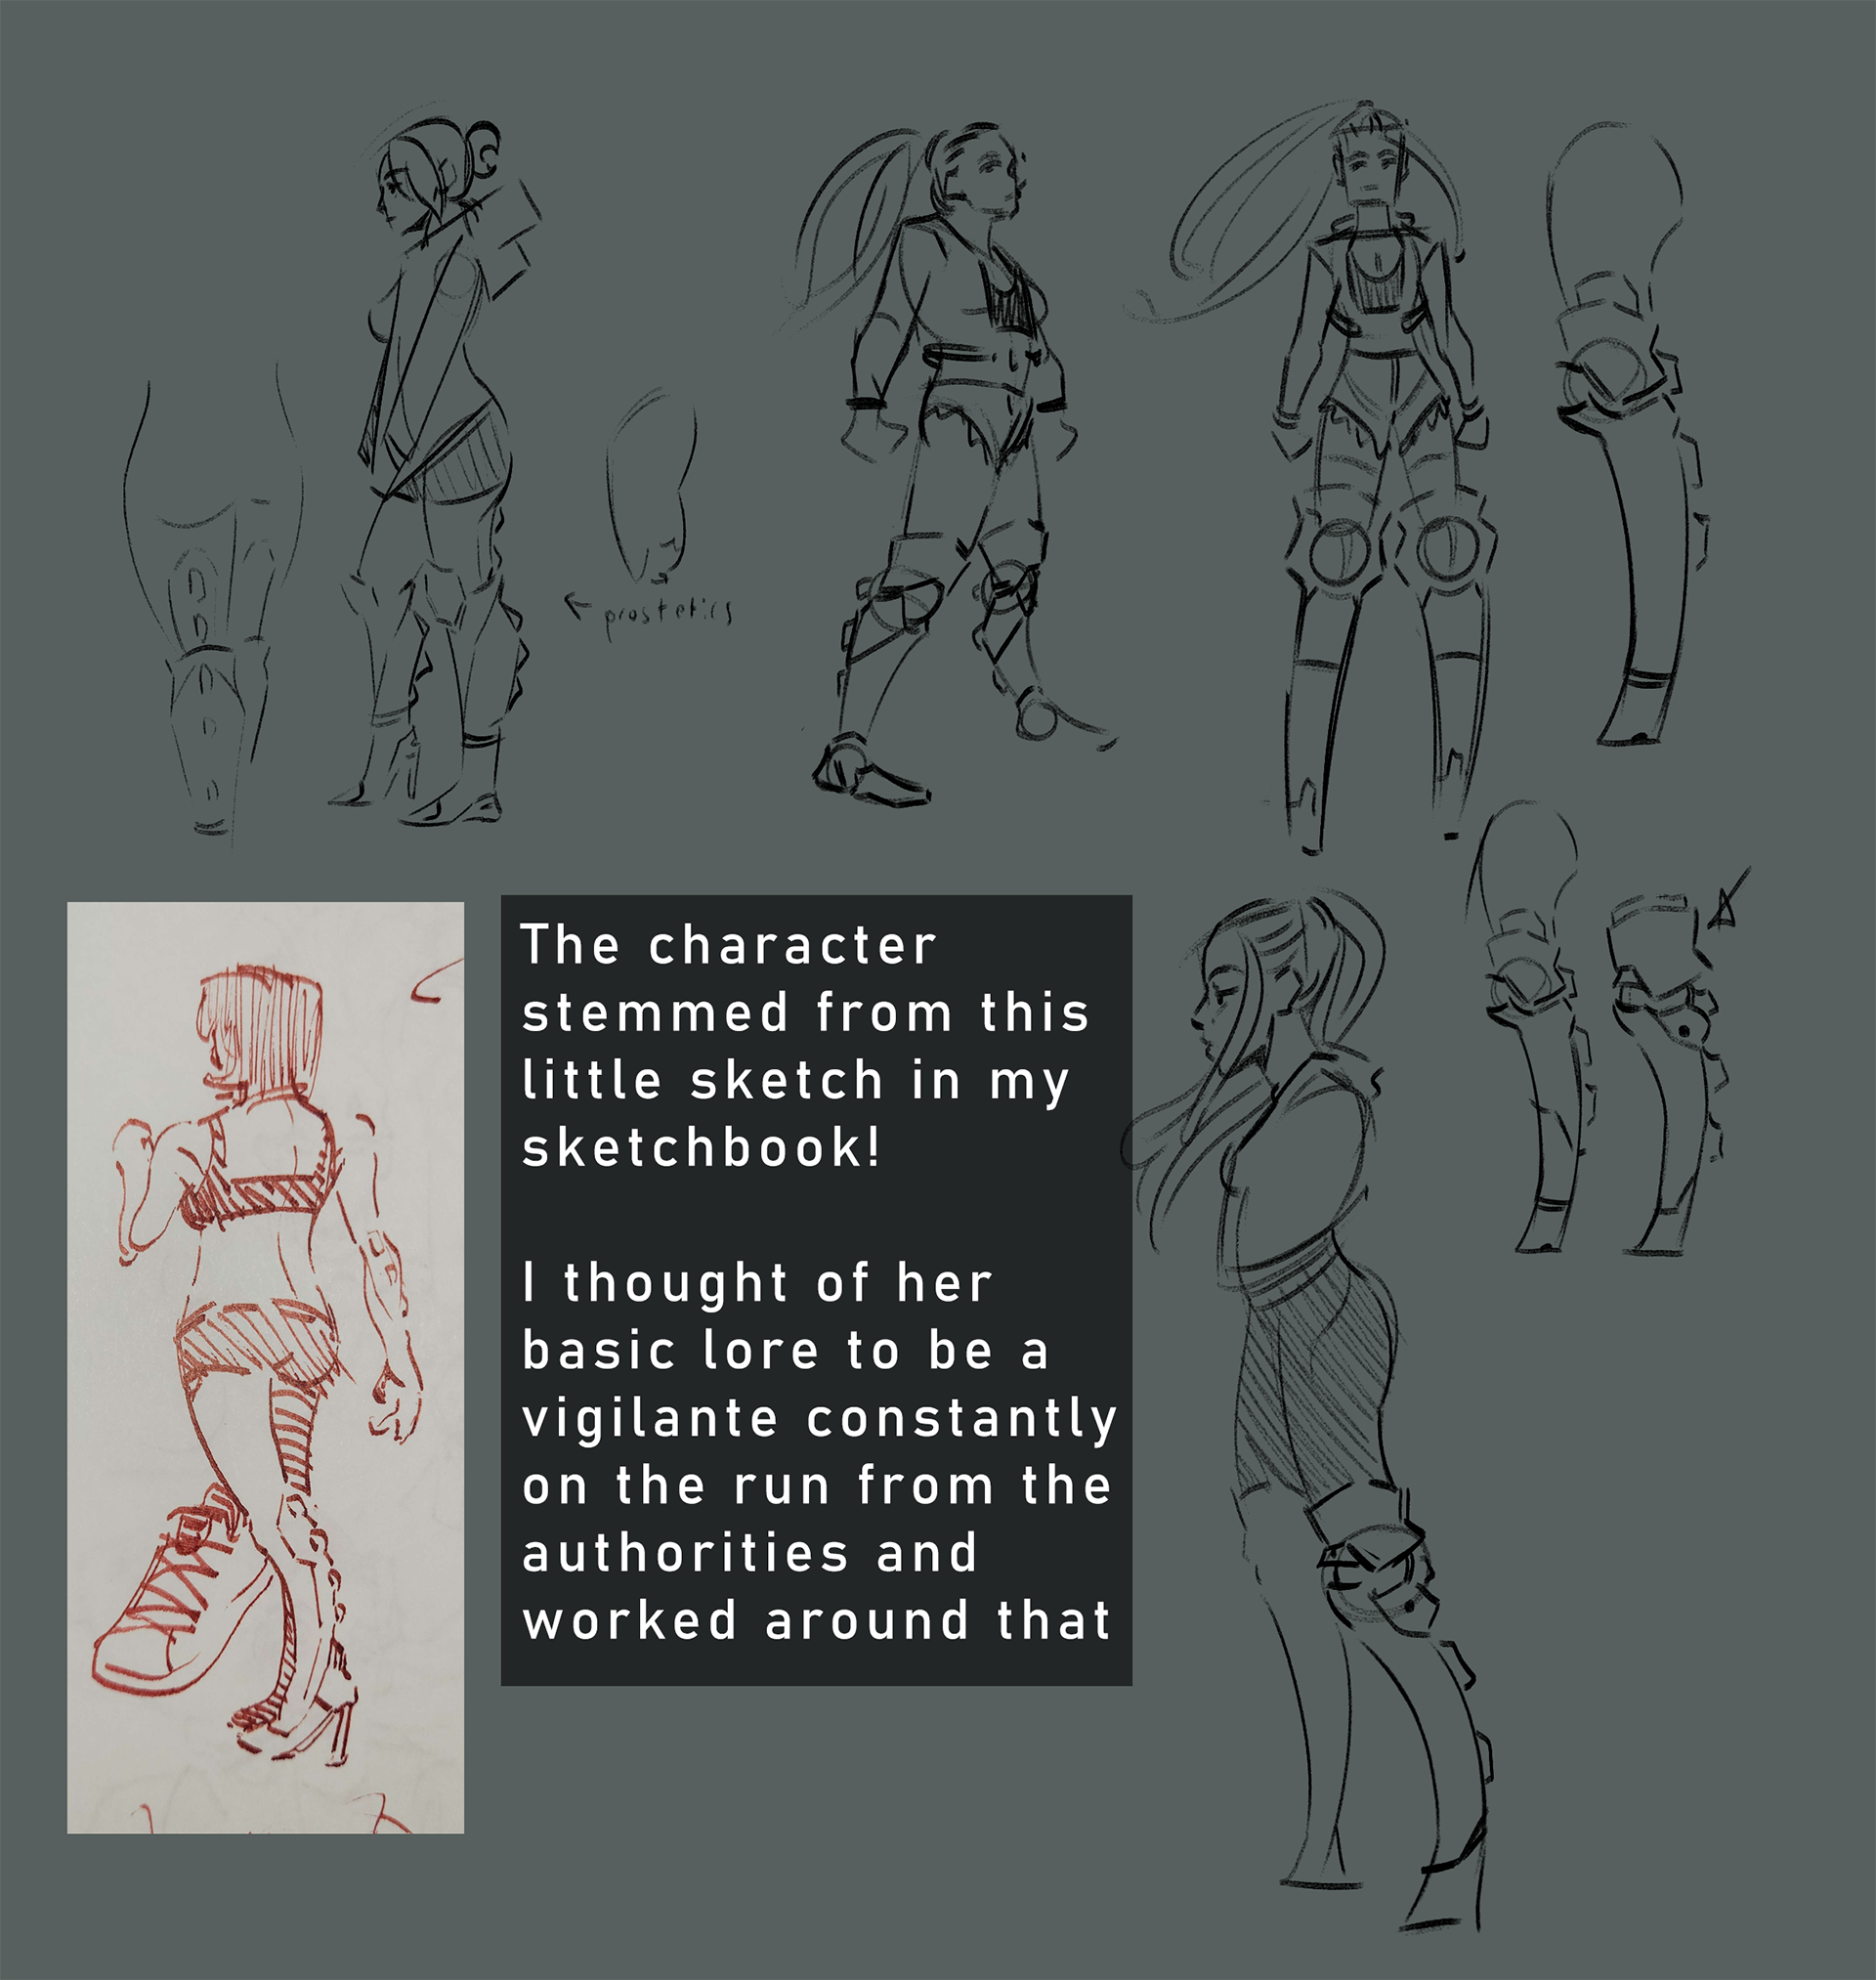 prostetics
The character
stemmed from this
little sketch in my
sketchbook!
I thought of her
basic lore to be a
vigilante constantly
on the run from the
authorities and
worked around that